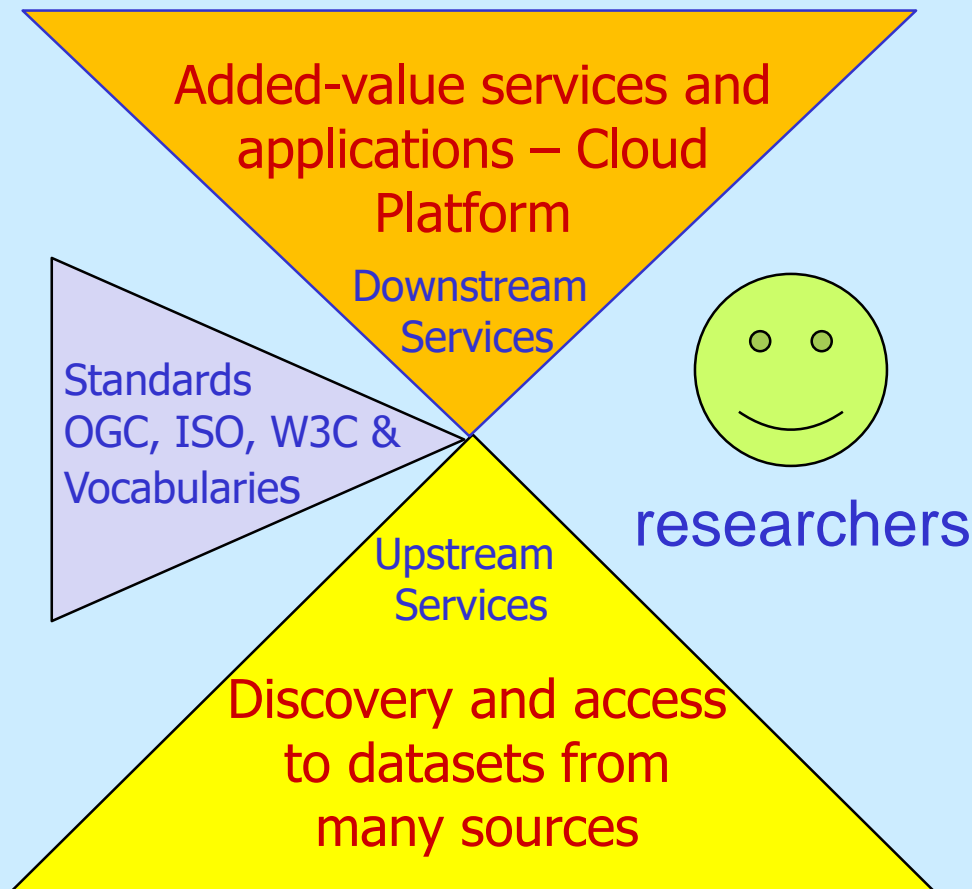 Added-value services and
applications – Cloud
Platform
Downstream
Services
Standards
OGC, ISO, W3C &
Vocabularies
researchers
Upstream
Services
Discovery and access
to datasets from
many sources